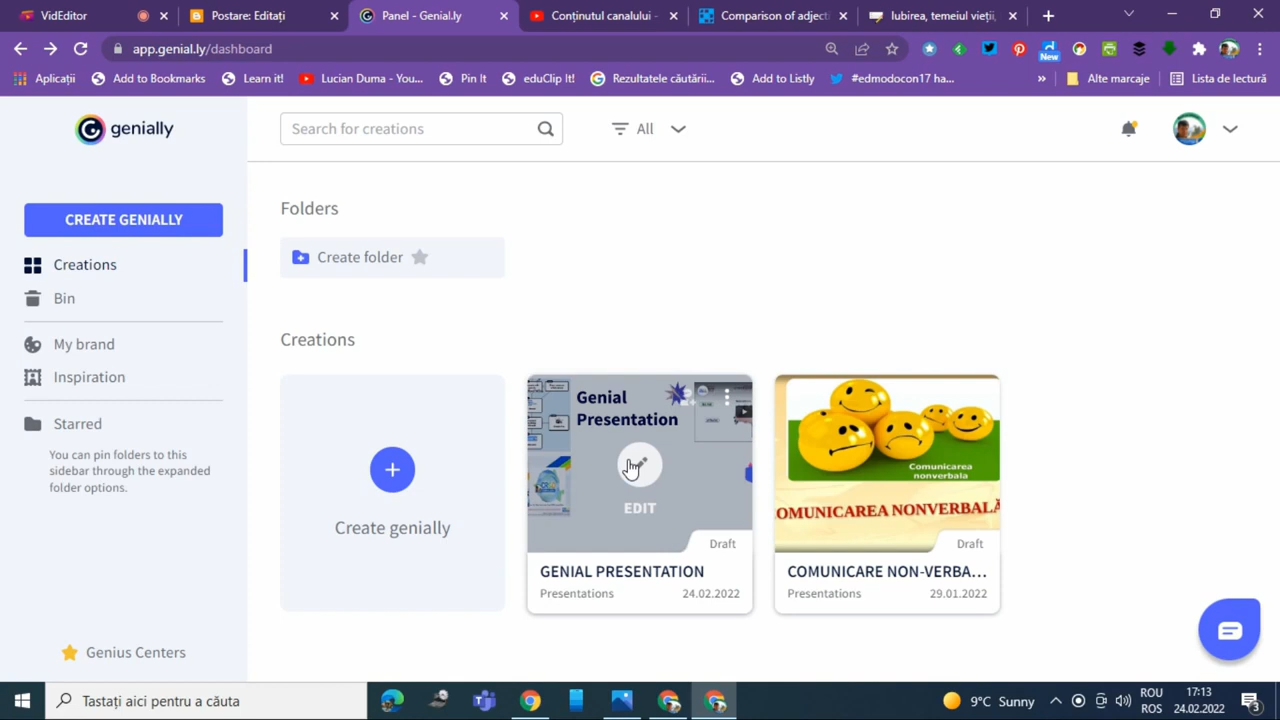 VidEditor
Postare: Editați
Panel - Genial.ly
Conținutul canalului -
Comparison of adjecti
Iubirea, temeiul vieții,
app.genial.ly/dashboard
New
Aplicații
Add to Bookmarks
Learn it!
Lucian Duma - You...
Pin It
eduClip It!
Rezultatele căutării...
Add to Listly
#edmodocon17 ha...
»
Alte marcaje
Lista de lectură
genially
Search for creations
All
CREATE GENIALLY
Creations
Bin
My brand
Inspiration
Starred
You can pin folders to this
sidebar through the expanded
folder options.
Genius Centers
Folders
Create folder
Creations
Create genially
Genial
Presentation
EDIT
Draft
GENIAL PRESENTATION
Presentations
24.02.2022
Comunicarea
nonverbala
OMUNICAREA NONVERBALĂ
Draft
COMUNICARE NON-VERBA...
Presentations
29.01.2022
Tastați aici pentru a căuta
9°C Sunny
ROU
ROS
17:13
24.02.2022
3